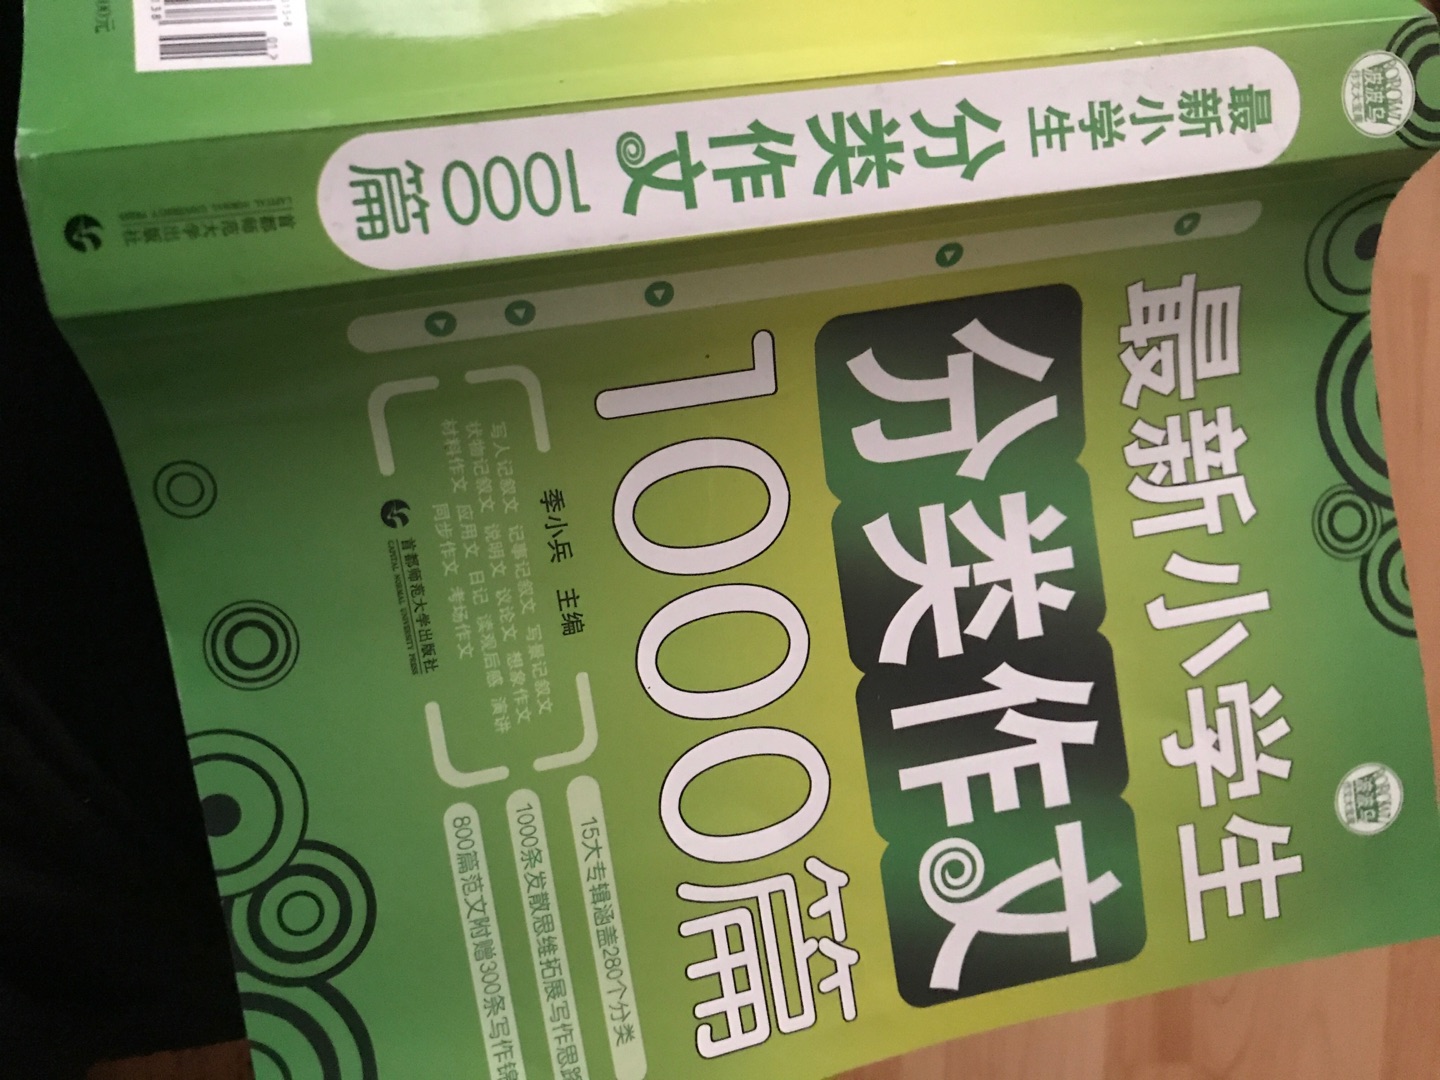 最新小学生
分类作文
1000篇
季小兵 主编
写人记叙文 记事记叙文 写景记叙文
状物记叙文 说明文 议论文 想象作文
材料作文 应用文 日记 读观后感 演讲
同步作文 考场作文
首都师范大学出版社
CAPITAL NORMAL UNIVERSITY PRESS
15大专辑涵盖280个分类
1000条发散思维拓展写作思路
800篇范文附赠300条写作锦
波波乌
最新小学生 分类作文 1000篇
首都师范大学出版社
CAPITAL NORMAL UNIVERSITY PRESS
00元